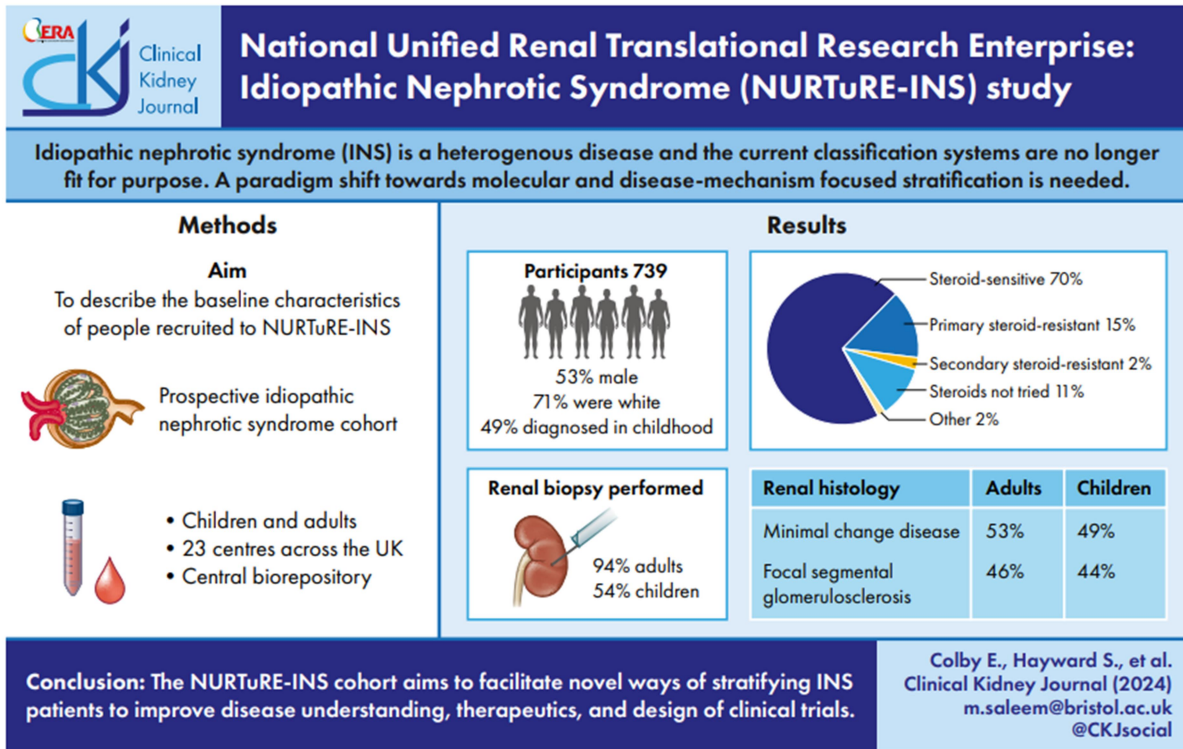 ERA
CKJ
Clinical
Kidney
Journal
National Unified Renal Translational Research Enterprise:
Idiopathic Nephrotic Syndrome (NURTuRE-INS) study
Idiopathic nephrotic syndrome (INS) is a heterogenous disease and the current classification systems are no longer
fit for purpose. A paradigm shift towards molecular and disease-mechanism focused stratification is needed.
Methods
Aim
To describe the baseline characteristics
of people recruited to NURTuRE-INS
Prospective idiopathic
nephrotic syndrome cohort
• Children and adults
• 23 centres across the UK
• Central biorepository
Results
Participants 739
53% male
71% were white
49% diagnosed in childhood
Steroid-sensitive 70%
Primary steroid-resistant 15%
Secondary steroid-resistant 2%
Steroids not tried 11%
Other 2%
Renal biopsy performed
94% adults
54% children
Renal histology Adults Children
Minimal change disease 53% 49%
Focal segmental 46% 44%
glomerulosclerosis
Conclusion: The NURTuRE-INS cohort aims to facilitate novel ways of stratifying INS
patients to improve disease understanding, therapeutics, and design of clinical trials.
Colby E., Hayward S., et al.
Clinical Kidney Journal (2024)
m.saleem@bristol.ac.uk
@CKJsocial